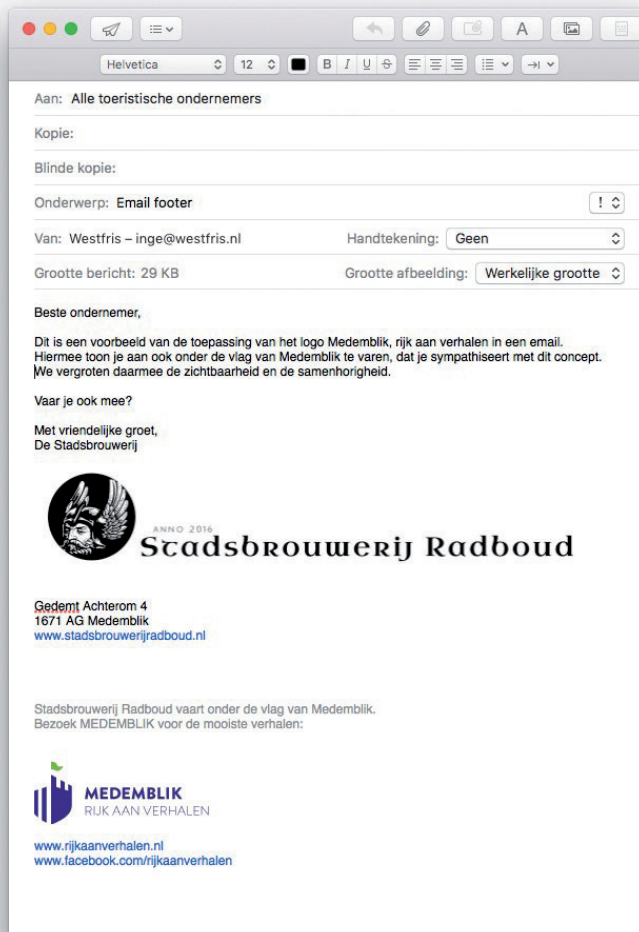 Helvetica 12 B I U S
Aan: Alle toeristische ondernemers
Kopie:
Blinde kopie:
Onderwerp: Email footer !
Van: Westfris – inge@westfris.nl Handtekening: Geen
Grootte bericht: 29 KB Grootte afbeelding: Werkelijke grootte
Beste ondernemer,
Dit is een voorbeeld van de toepassing van het logo Medemblik, rijk aan verhalen in een email.
Hiermee toon je aan ook onder de vlag van Medemblik te varen, dat je sympathiseert met dit concept.
We vergroten daarmee de zichtbaarheid en de samenhorigheid.
Vaar je ook mee?
Met vriendelijke groet,
De Stadsbrouwerij
ANNO 2016
Stadsbrouwerij Radboud
Gedemt Achterom 4
1671 AG Medemblik
www.stadsbrouwerijradboud.nl
Stadsbrouwerij Radboud vaart onder de vlag van Medemblik.
Bezoek MEDEMBLIK voor de mooiste verhalen:
MEDEMBLIK
RIJK AAN VERHALEN
www.rijkaanverhalen.nl
www.facebook.com/rijkaanverhalen